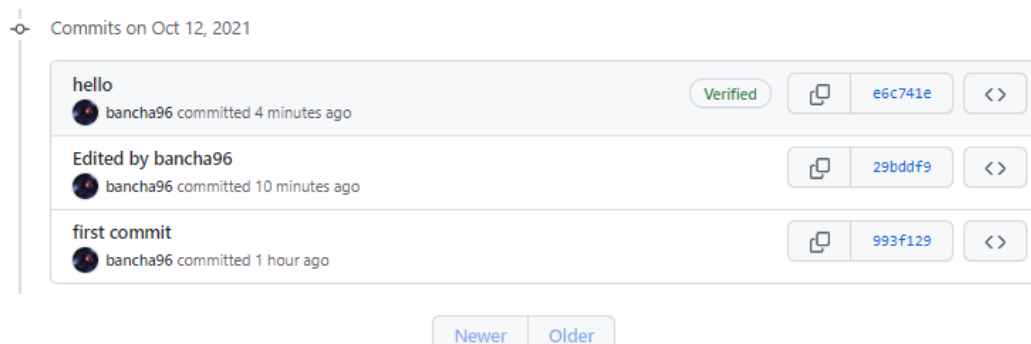 Commits on Oct 12, 2021
hello
Verified
e6c741e
bancha96 committed 4 minutes ago
Edited by bancha96
29bddf9
bancha96 committed 10 minutes ago
first commit
993f129
bancha96 committed 1 hour ago
Newer Older